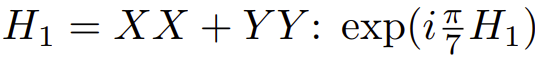 H₁ = XX + YY: exp(i π/7 H₁)